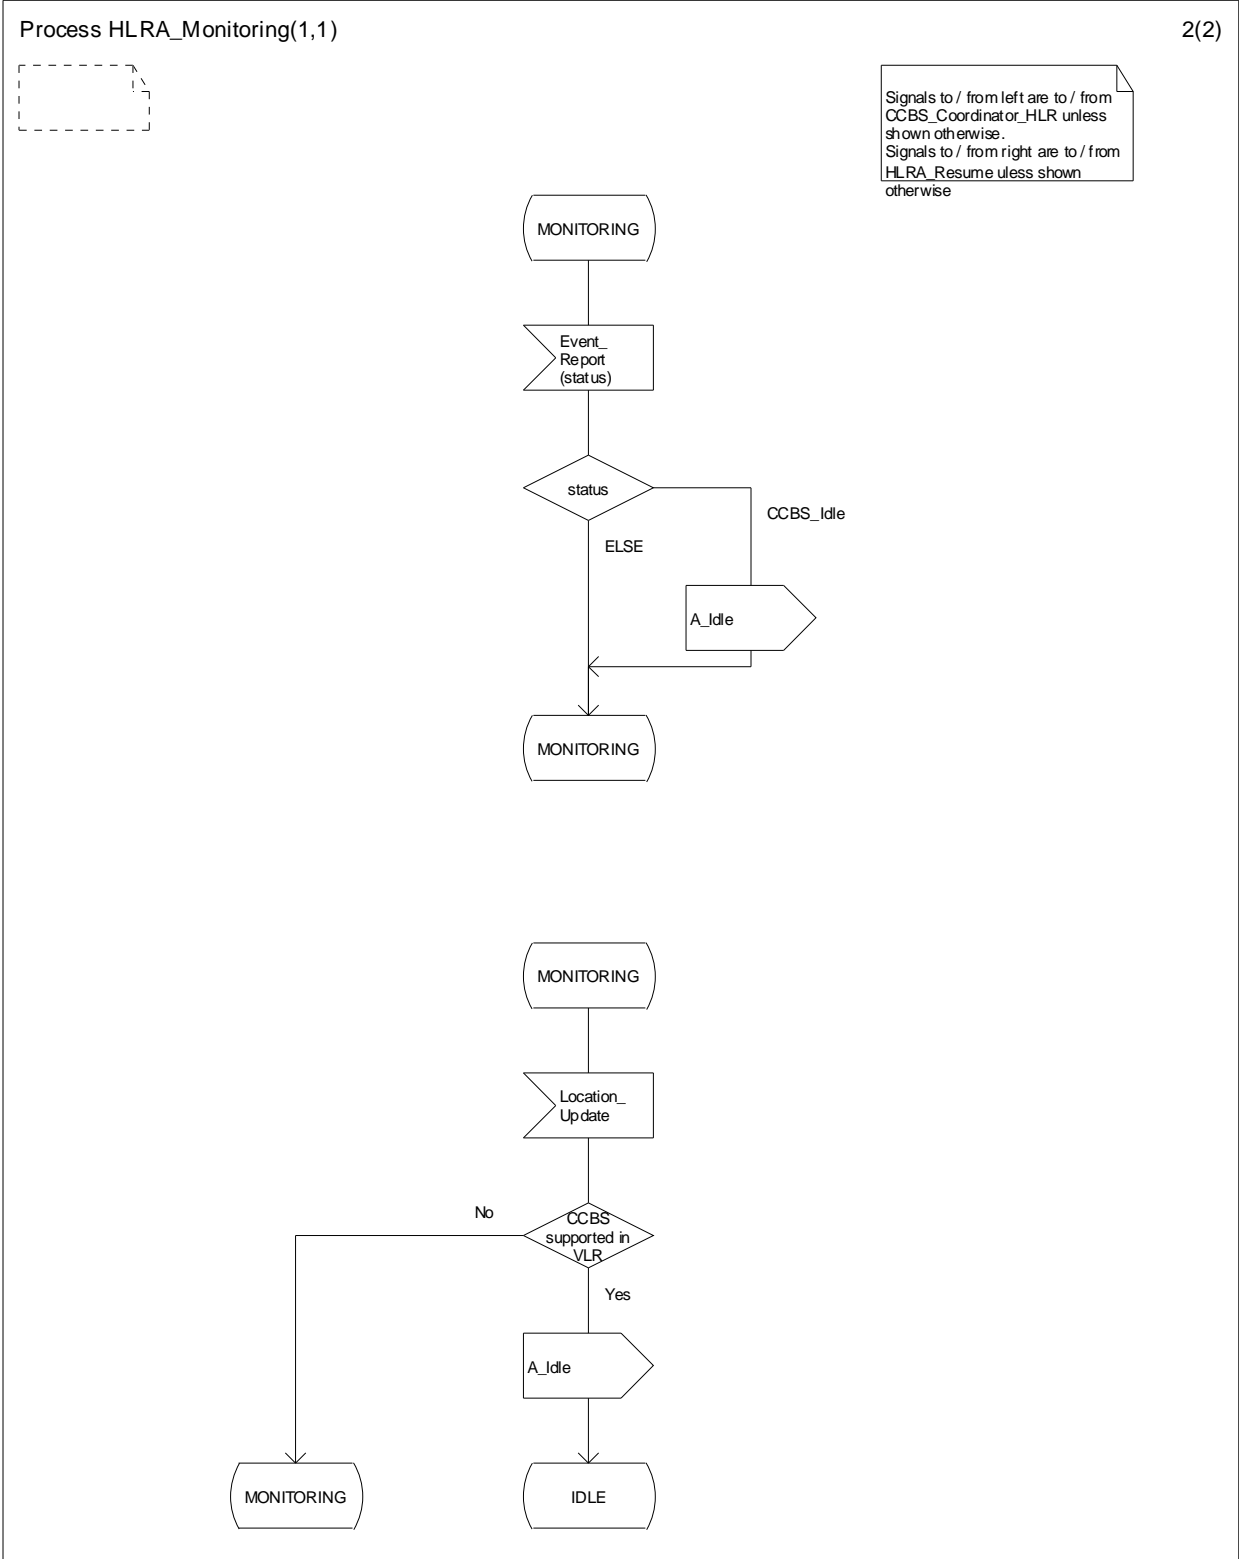 Process HLRA_Monitoring(1,1)
2(2)
Signals to / from left are to / from
CCBS_Coordinator_HLR unless
shown otherwise.
Signals to / from right are to / from
HLRA_Resume uless shown
otherwise
MONITORING
Event_
Report
(status)
status
CCBS_Idle
ELSE
A_Idle
MONITORING
MONITORING
Location_
Update
No
CCBS
supported in
VLR
Yes
A_Idle
MONITORING
IDLE